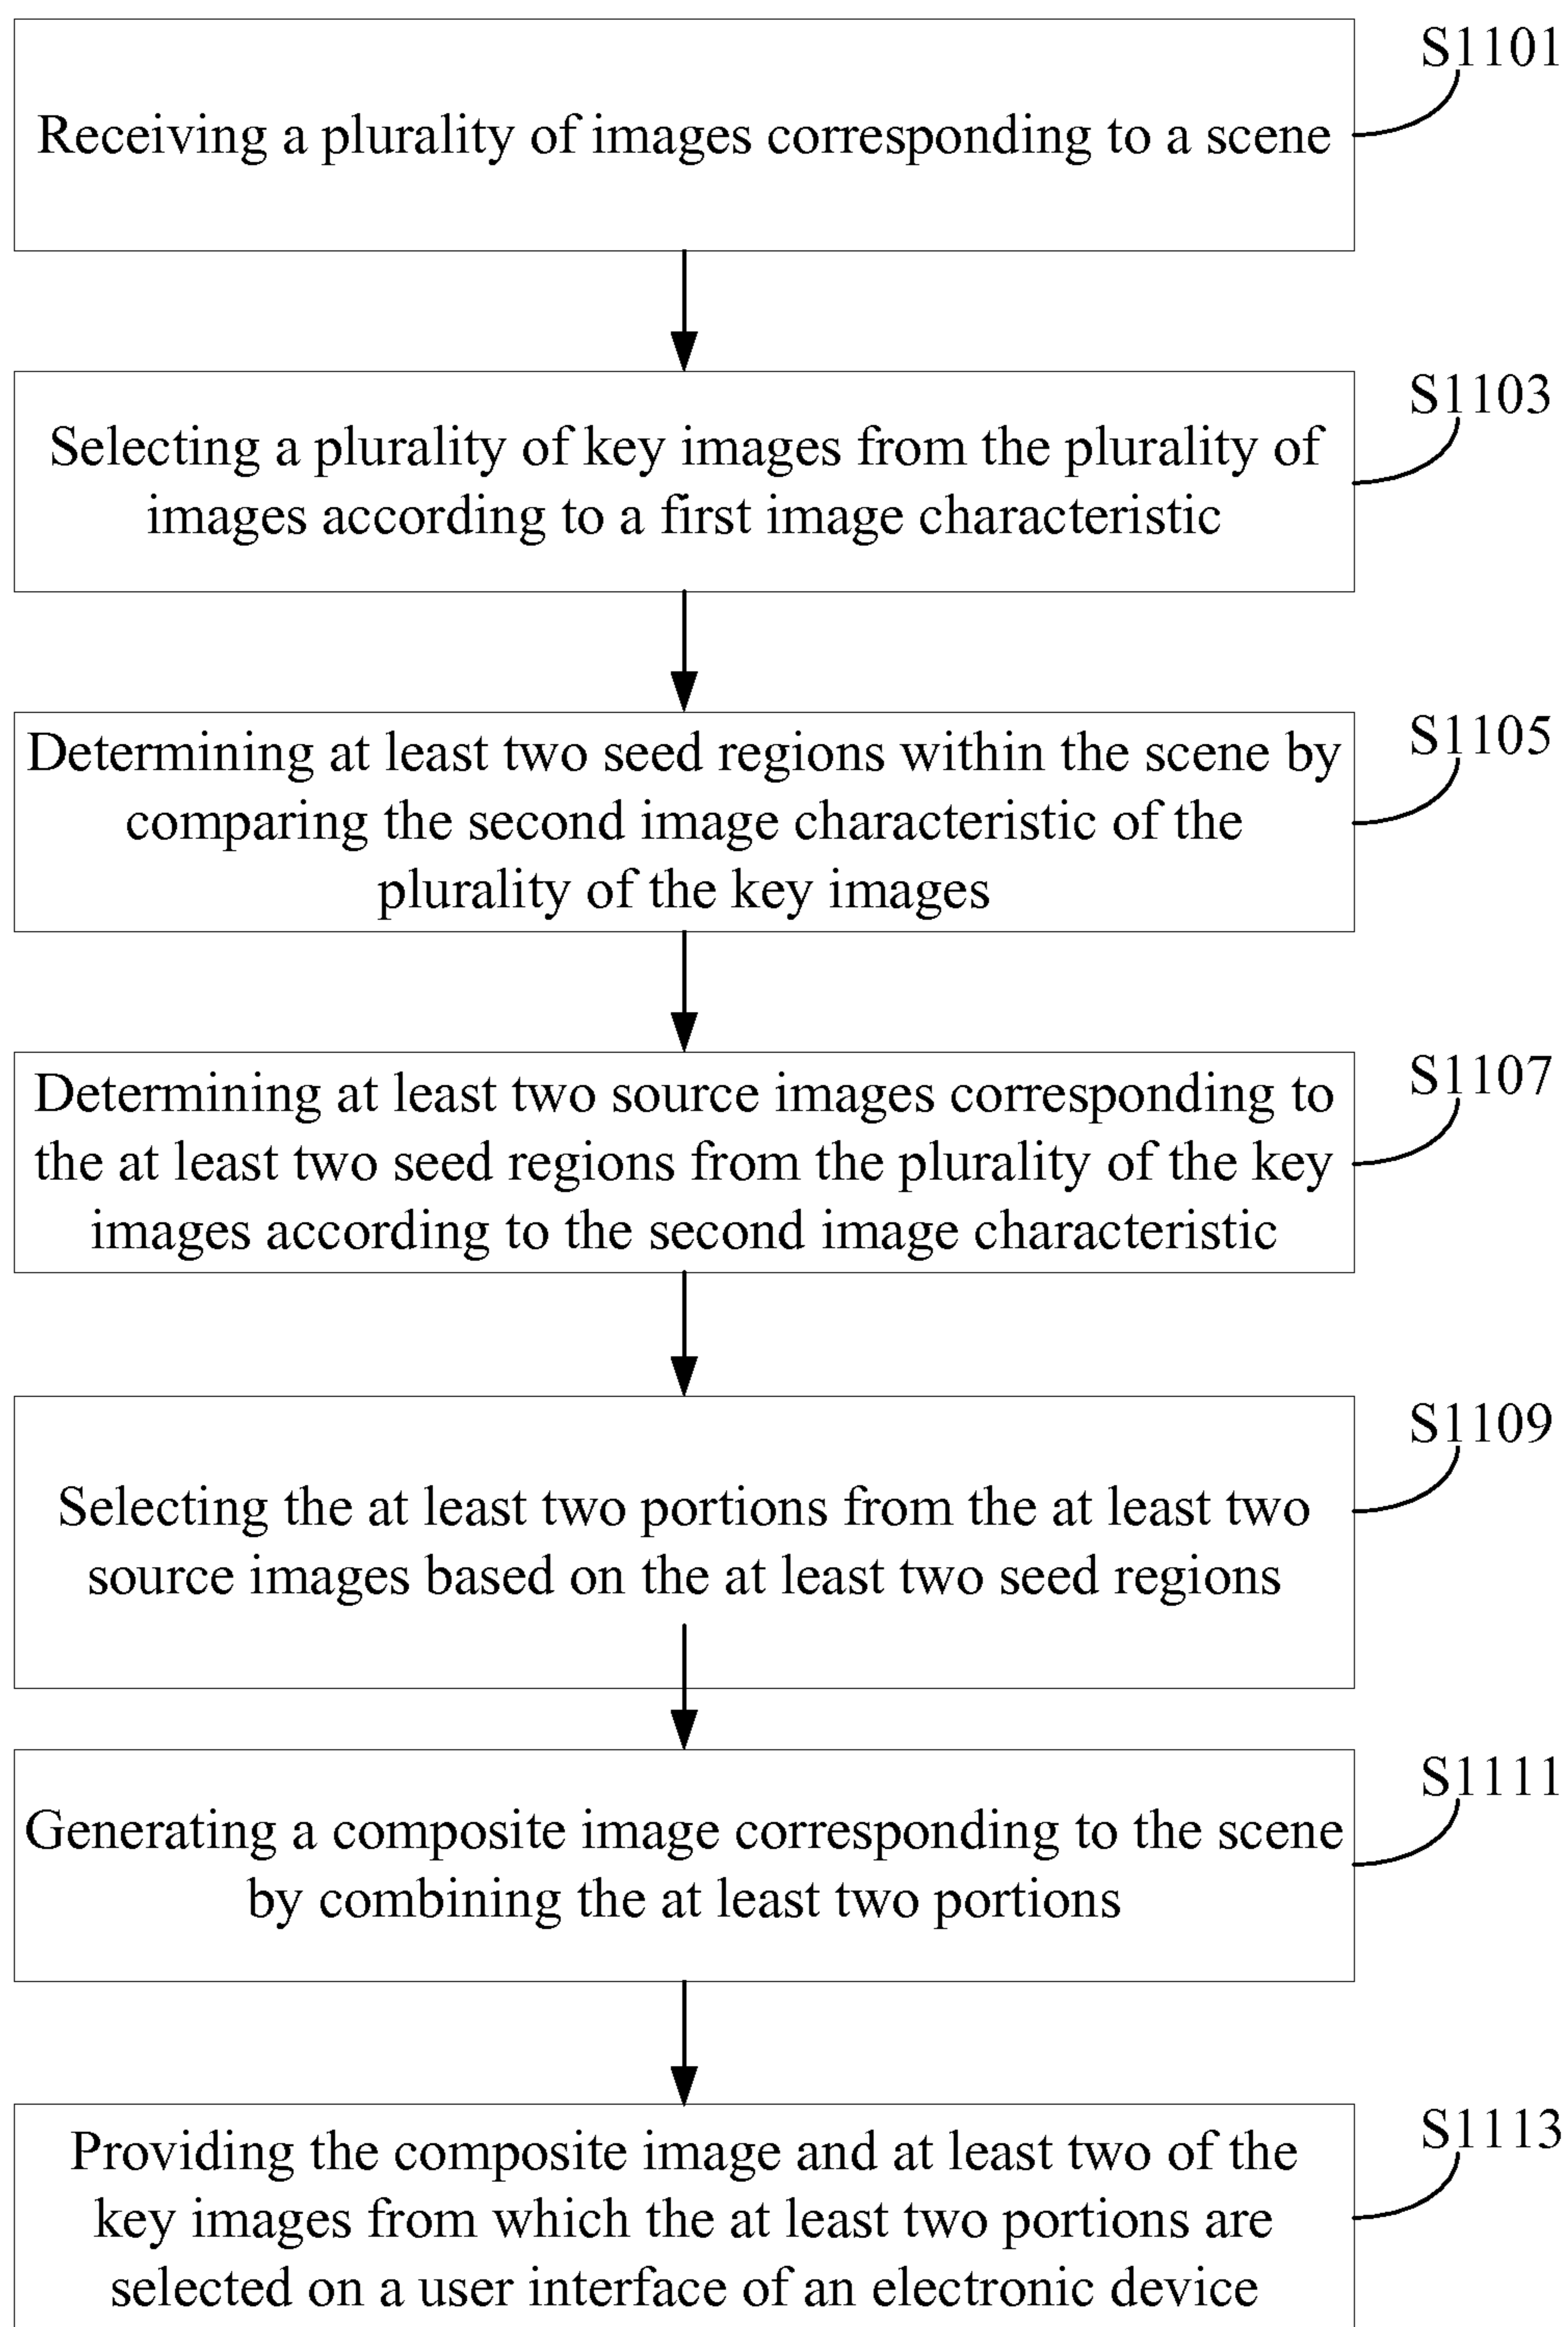 S1101
Receiving a plurality of images corresponding to a scene
S1103
Selecting a plurality of key images from the plurality of
images according to a first image characteristic
S1105
Determining at least two seed regions within the scene by
comparing the second image characteristic of the
plurality of the key images
S1107
Determining at least two source images corresponding to
the at least two seed regions from the plurality of the key
images according to the second image characteristic
S1109
Selecting the at least two portions from the at least two
source images based on the at least two seed regions
S1111
Generating a composite image corresponding to the scene
by combining the at least two portions
S1113
Providing the composite image and at least two of the
key images from which the at least two portions are
selected on a user interface of an electronic device